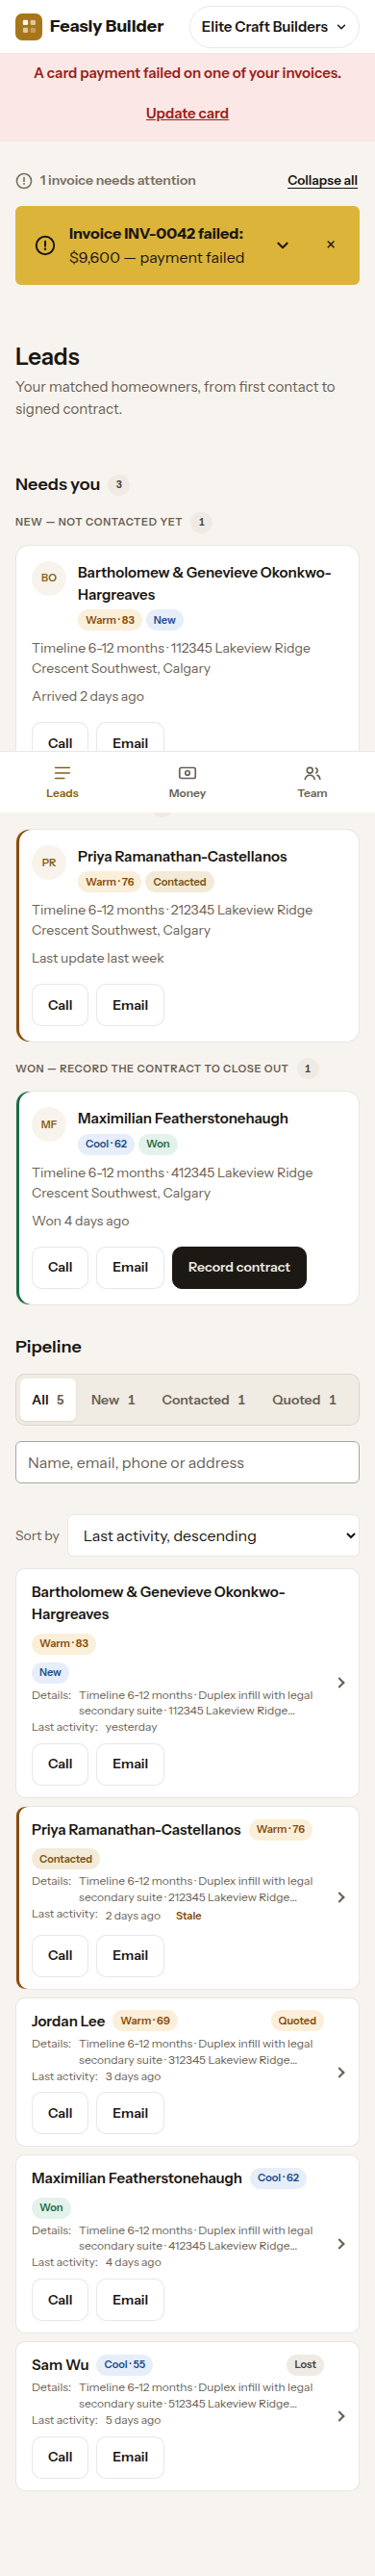 Feasly Builder
Elite Craft Builders
A card payment failed on one of your invoices.
Update card
1 invoice needs attention
Collapse all
Invoice INV-0042 failed:
$9,600 — payment failed
×
Leads
Your matched homeowners, from first contact to
signed contract.
Needs you 3
NEW — NOT CONTACTED YET 1
BO
Bartholomew & Genevieve Okonkwo-
Hargreaves
Warm·83 New
Timeline 6-12 months · 112345 Lakeview Ridge
Crescent Southwest, Calgary
Arrived 2 days ago
Call Email
Leads Money Team
PR
Priya Ramanathan-Castellanos
Warm·76 Contacted
Timeline 6-12 months · 212345 Lakeview Ridge
Crescent Southwest, Calgary
Last update last week
Call Email
WON — RECORD THE CONTRACT TO CLOSE OUT 1
MF
Maximilian Featherstonehaugh
Cool·62 Won
Timeline 6-12 months · 412345 Lakeview Ridge
Crescent Southwest, Calgary
Won 4 days ago
Call Email Record contract
Pipeline
All 5 New 1 Contacted 1 Quoted 1
Name, email, phone or address
Sort by Last activity, descending
Bartholomew & Genevieve Okonkwo-
Hargreaves
Warm·83
New
Details: Timeline 6-12 months · Duplex infill with legal
secondary suite · 112345 Lakeview Ridge...
Last activity: yesterday
Call Email
Priya Ramanathan-Castellanos Warm·76
Contacted
Details: Timeline 6-12 months · Duplex infill with legal
secondary suite · 212345 Lakeview Ridge...
Last activity: 2 days ago Stale
Call Email
Jordan Lee Warm·69 Quoted
Details: Timeline 6-12 months · Duplex infill with legal
secondary suite · 312345 Lakeview Ridge...
Last activity: 3 days ago
Call Email
Maximilian Featherstonehaugh Cool·62
Won
Details: Timeline 6-12 months · Duplex infill with legal
secondary suite · 412345 Lakeview Ridge...
Last activity: 4 days ago
Call Email
Sam Wu Cool·55 Lost
Details: Timeline 6-12 months · Duplex infill with legal
secondary suite · 512345 Lakeview Ridge...
Last activity: 5 days ago
Call Email